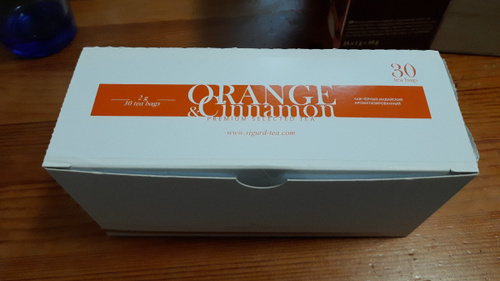 30
tea bags
2 g
30 tea bags
ORANGE
& Cinnamon
PREMIUM SELECTED TEA
ЧАЙ ЧЕРНЫЙ ИНДИЙСКИЙ
АРОМАТИЗИРОВАННЫЙ
www.sigurd-tea.com